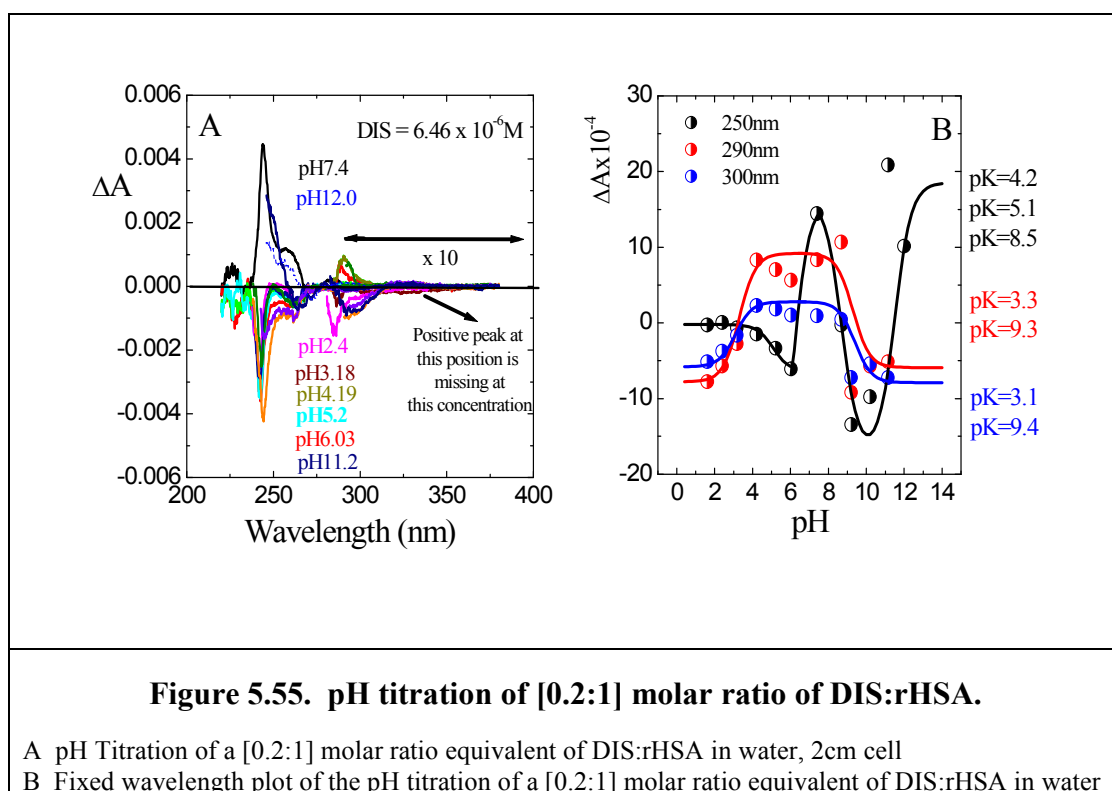 0.006
0.004
0.002
0.000
-0.002
-0.004
-0.006
ΔA
A
DIS = 6.46 x 10-6M
pH7.4
pH12.0
x 10
pH2.4
pH3.18
pH4.19
pH5.2
pH6.03
pH11.2
Positive peak at
this position is
missing at
this concentration
200 250 300 350 400
Wavelength (nm)
30
20
10
0
-10
-20
ΔAx10-4
B
250nm
290nm
300nm
pK=4.2
pK=5.1
pK=8.5
pK=3.3
pK=9.3
pK=3.1
pK=9.4
0 2 4 6 8 10 12 14
pH
Figure 5.55. pH titration of [0.2:1] molar ratio of DIS:rHSA.
A pH Titration of a [0.2:1] molar ratio equivalent of DIS:rHSA in water, 2cm cell
B Fixed wavelength plot of the pH titration of a [0.2:1] molar ratio equivalent of DIS:rHSA in water